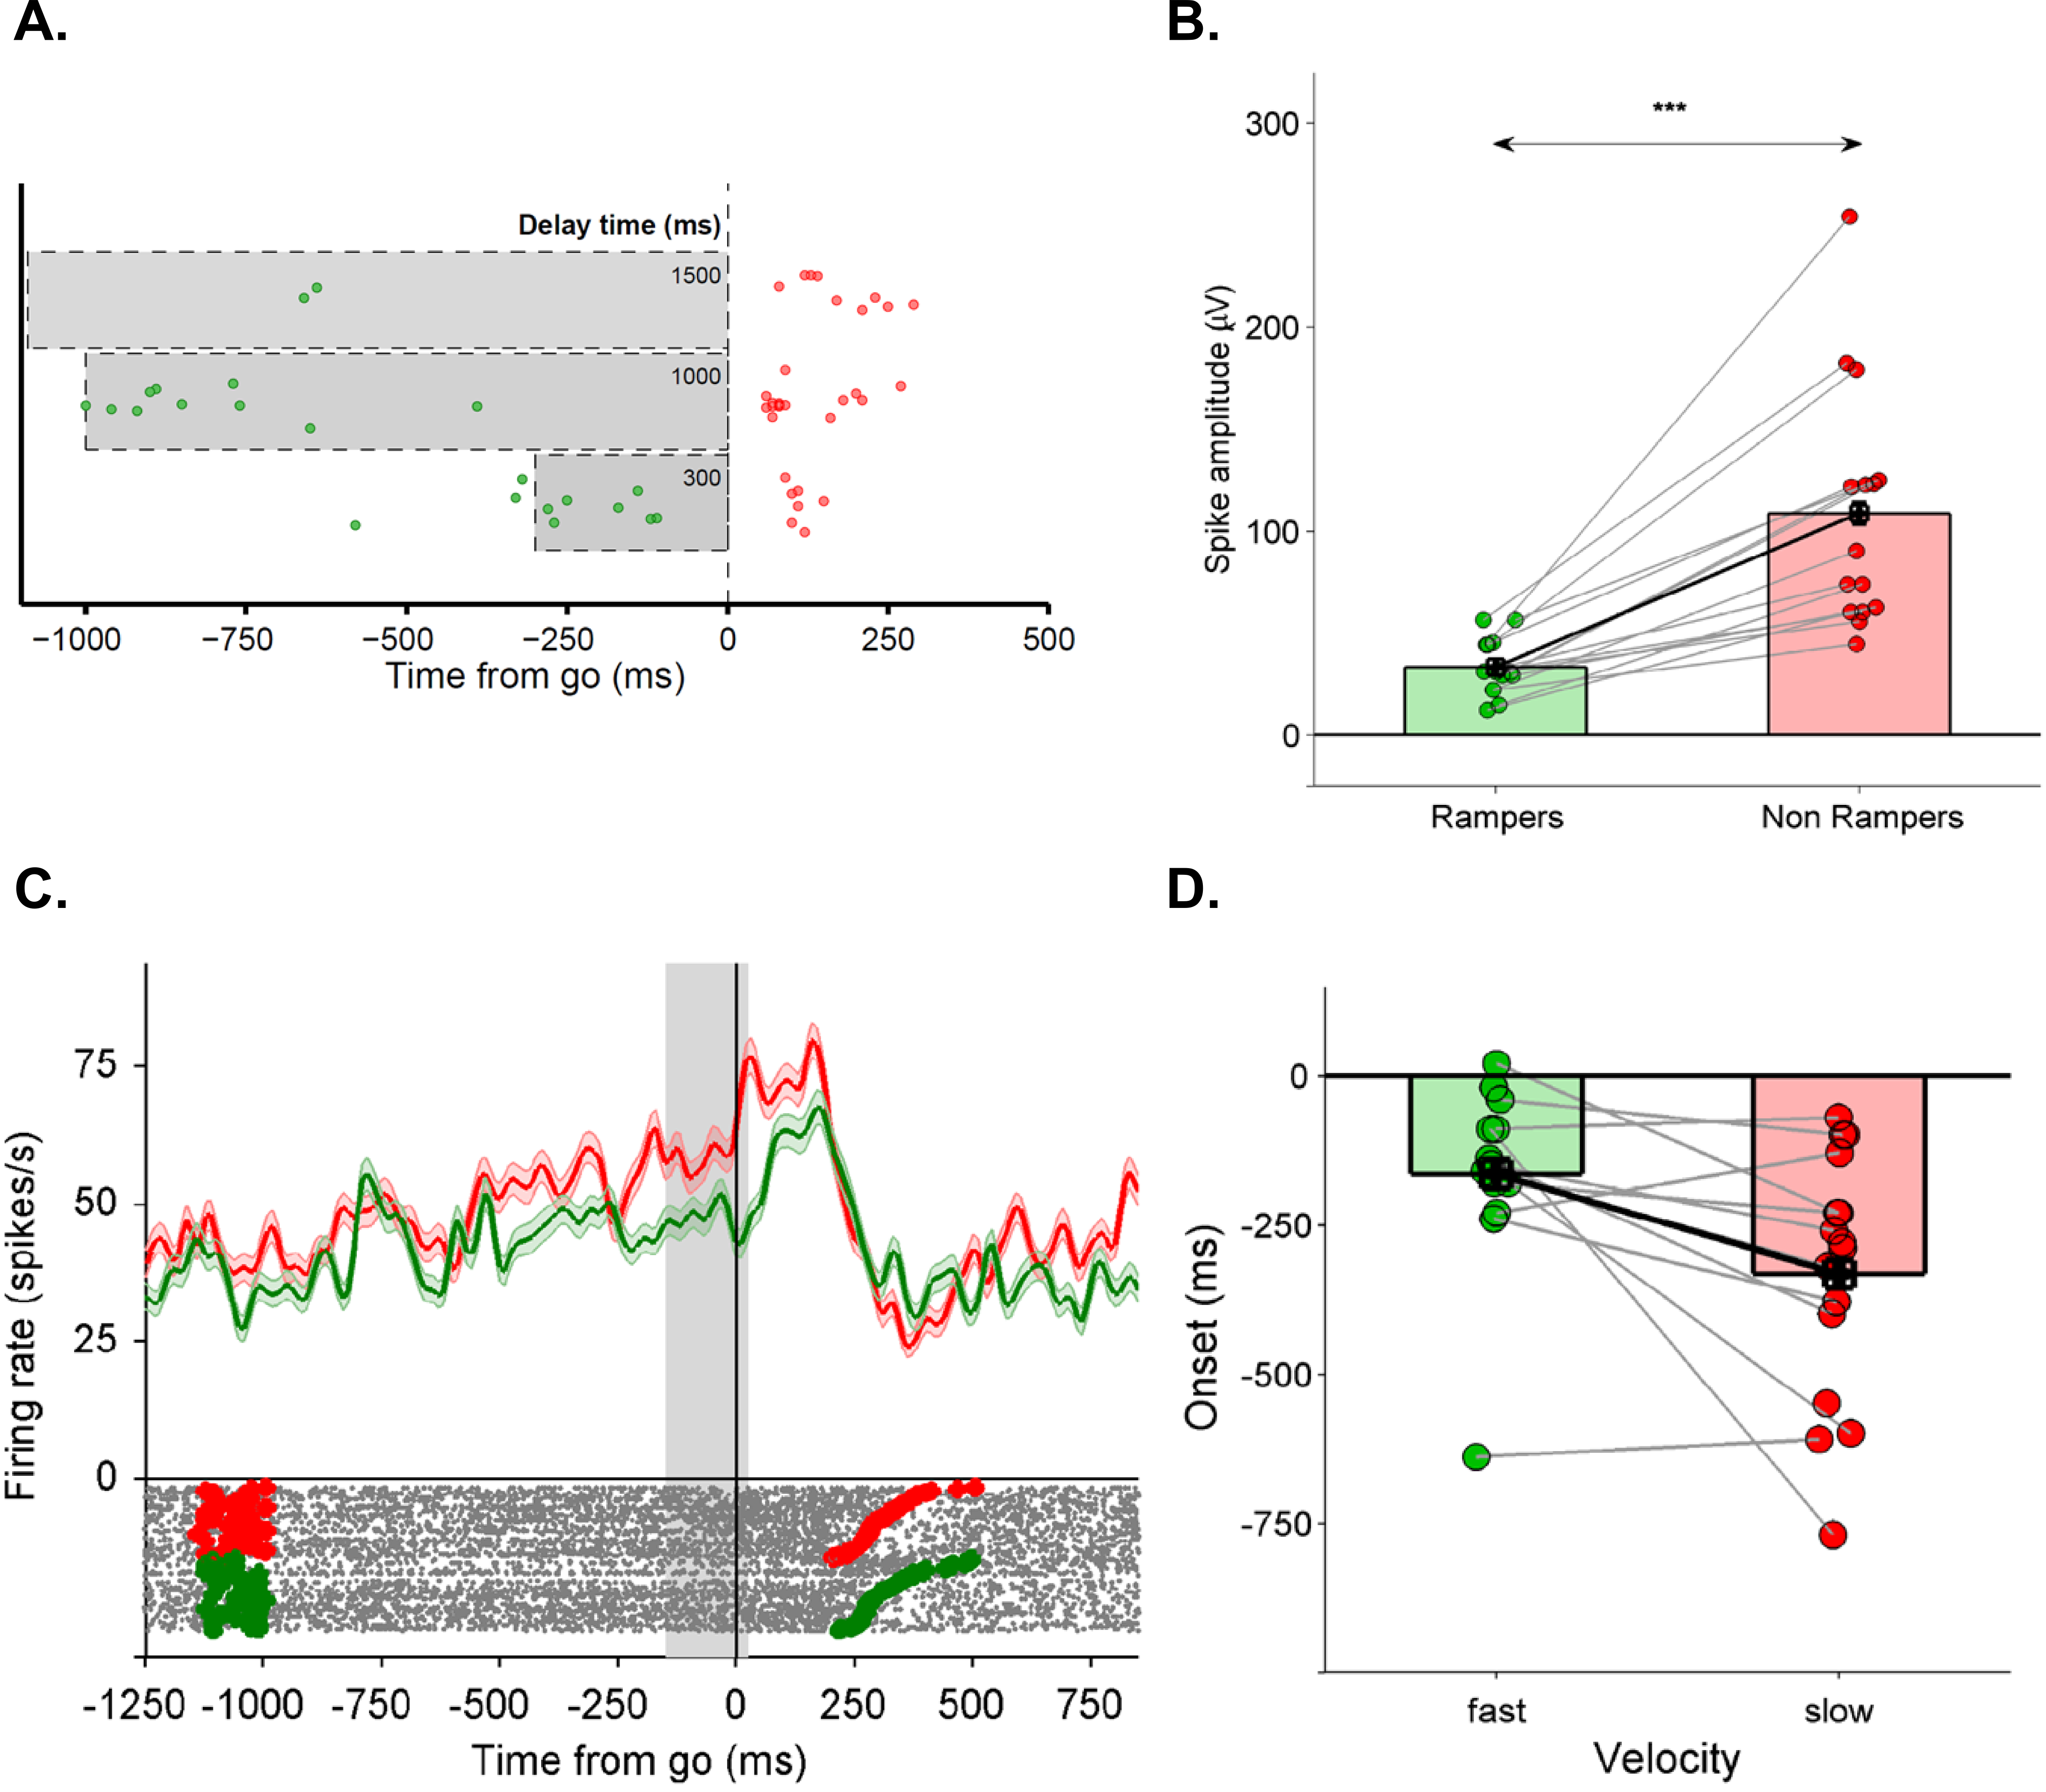 A.
Delay time (ms)
1500
1000
300
−1000 −750 −500 −250 0 250 500
Time from go (ms)
B.
***
300
200
100
0
Spike amplitude (µV)
Rampers Non Rampers
C.
75
50
25
0
Firing rate (spikes/s)
-1250 -1000 -750 -500 -250 0 250 500 750
Time from go (ms)
D.
0
-250
-500
-750
Onset (ms)
fast slow
Velocity